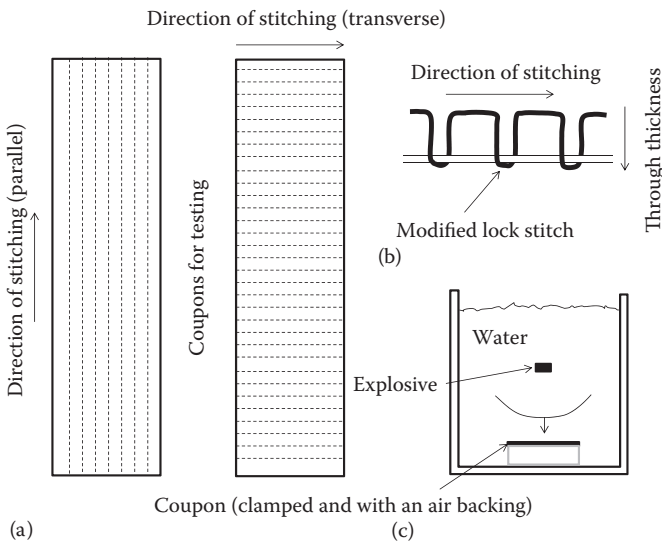 Direction of stitching (transverse)
Direction of stitching (parallel)
Coupons for testing
(a)
Direction of stitching
Through thickness
Modified lock stitch
(b)
Water
Explosive
Coupon (clamped and with an air backing)
(c)